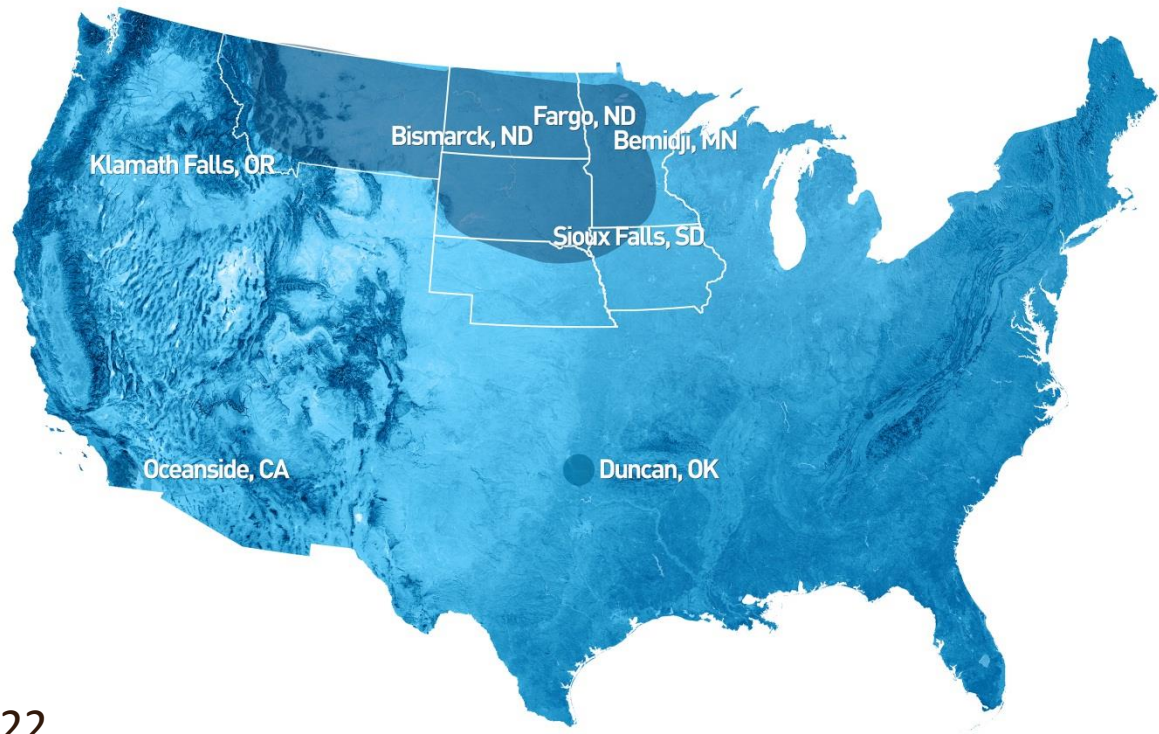 Fargo, ND
Bismarck, ND
Bemidji, MN
Klamath Falls, OR
Sioux Falls, SD
Oceanside, CA
Duncan, OK
22